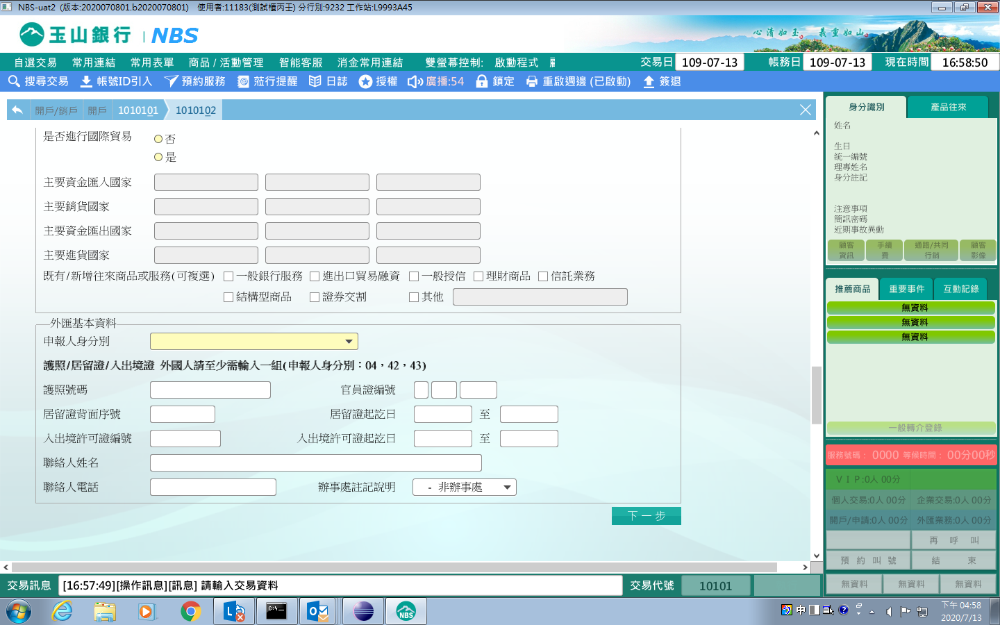 NBS-uat2 (版本:2020070801.b2020070801) 使用者:11183(測試櫃丙壬) 分行別:9232 工作站:L9993A45
玉山銀行 | NBS
心清如玉。 義重如山。
自選交易 常用連結 常用表單 商品 / 活動管理 智能客服 消金常用連結 雙螢幕控制: 啟動程式
交易日 109-07-13 帳務日 109-07-13 現在時間 16:58:50
搜尋交易 帳號ID引入 預約服務 蒞行提醒 日誌 授權 廣播:54 鎖定 重啟週邊 (已啟動) 簽退
開戶/銷戶 開戶 1010101 1010102
是否進行國際貿易
否
是
主要資金匯入國家
主要銷貨國家
主要資金匯出國家
主要進貨國家
既有/新增往來商品或服務(可複選) 一般銀行服務 進出口貿易融資 一般授信 理財商品 信託業務
結構型商品 證券交割 其他
外匯基本資料
申報人身分別
護照/居留證/入出境證 外國人請至少需輸入一組(申報人身分別：04，42，43)
護照號碼 官員證編號
居留證背面序號 居留證起訖日 至
入出境許可證編號 入出境許可證起訖日 至
聯絡人姓名
聯絡人電話 辦事處註記說明 - 非辦事處
下一步
身分識別 產品往來
姓名
生日
統一編號
理專姓名
身分註記
注意事項
簡訊密碼
近期事故異動
顧客資訊 手續費 通路/共同行銷 顧客影像
推薦商品 重要事件 互動記錄
無資料
無資料
無資料
一般轉介登錄
服務號碼： 0000 等候時間： 00分00秒
ＶＩＰ:0人 00分
個人交易:0人 00分 企業交易:0人 00分
開戶/申請:0人 00分 外匯業務:0人 00分
再 呼 叫
預 約 叫 號 結 束
無資料 無資料 無資料
交易訊息 [16:57:49][操作訊息][訊息] 請輸入交易資料 交易代號 10101
C:\
NBS
中
下午 04:58
2020/7/13